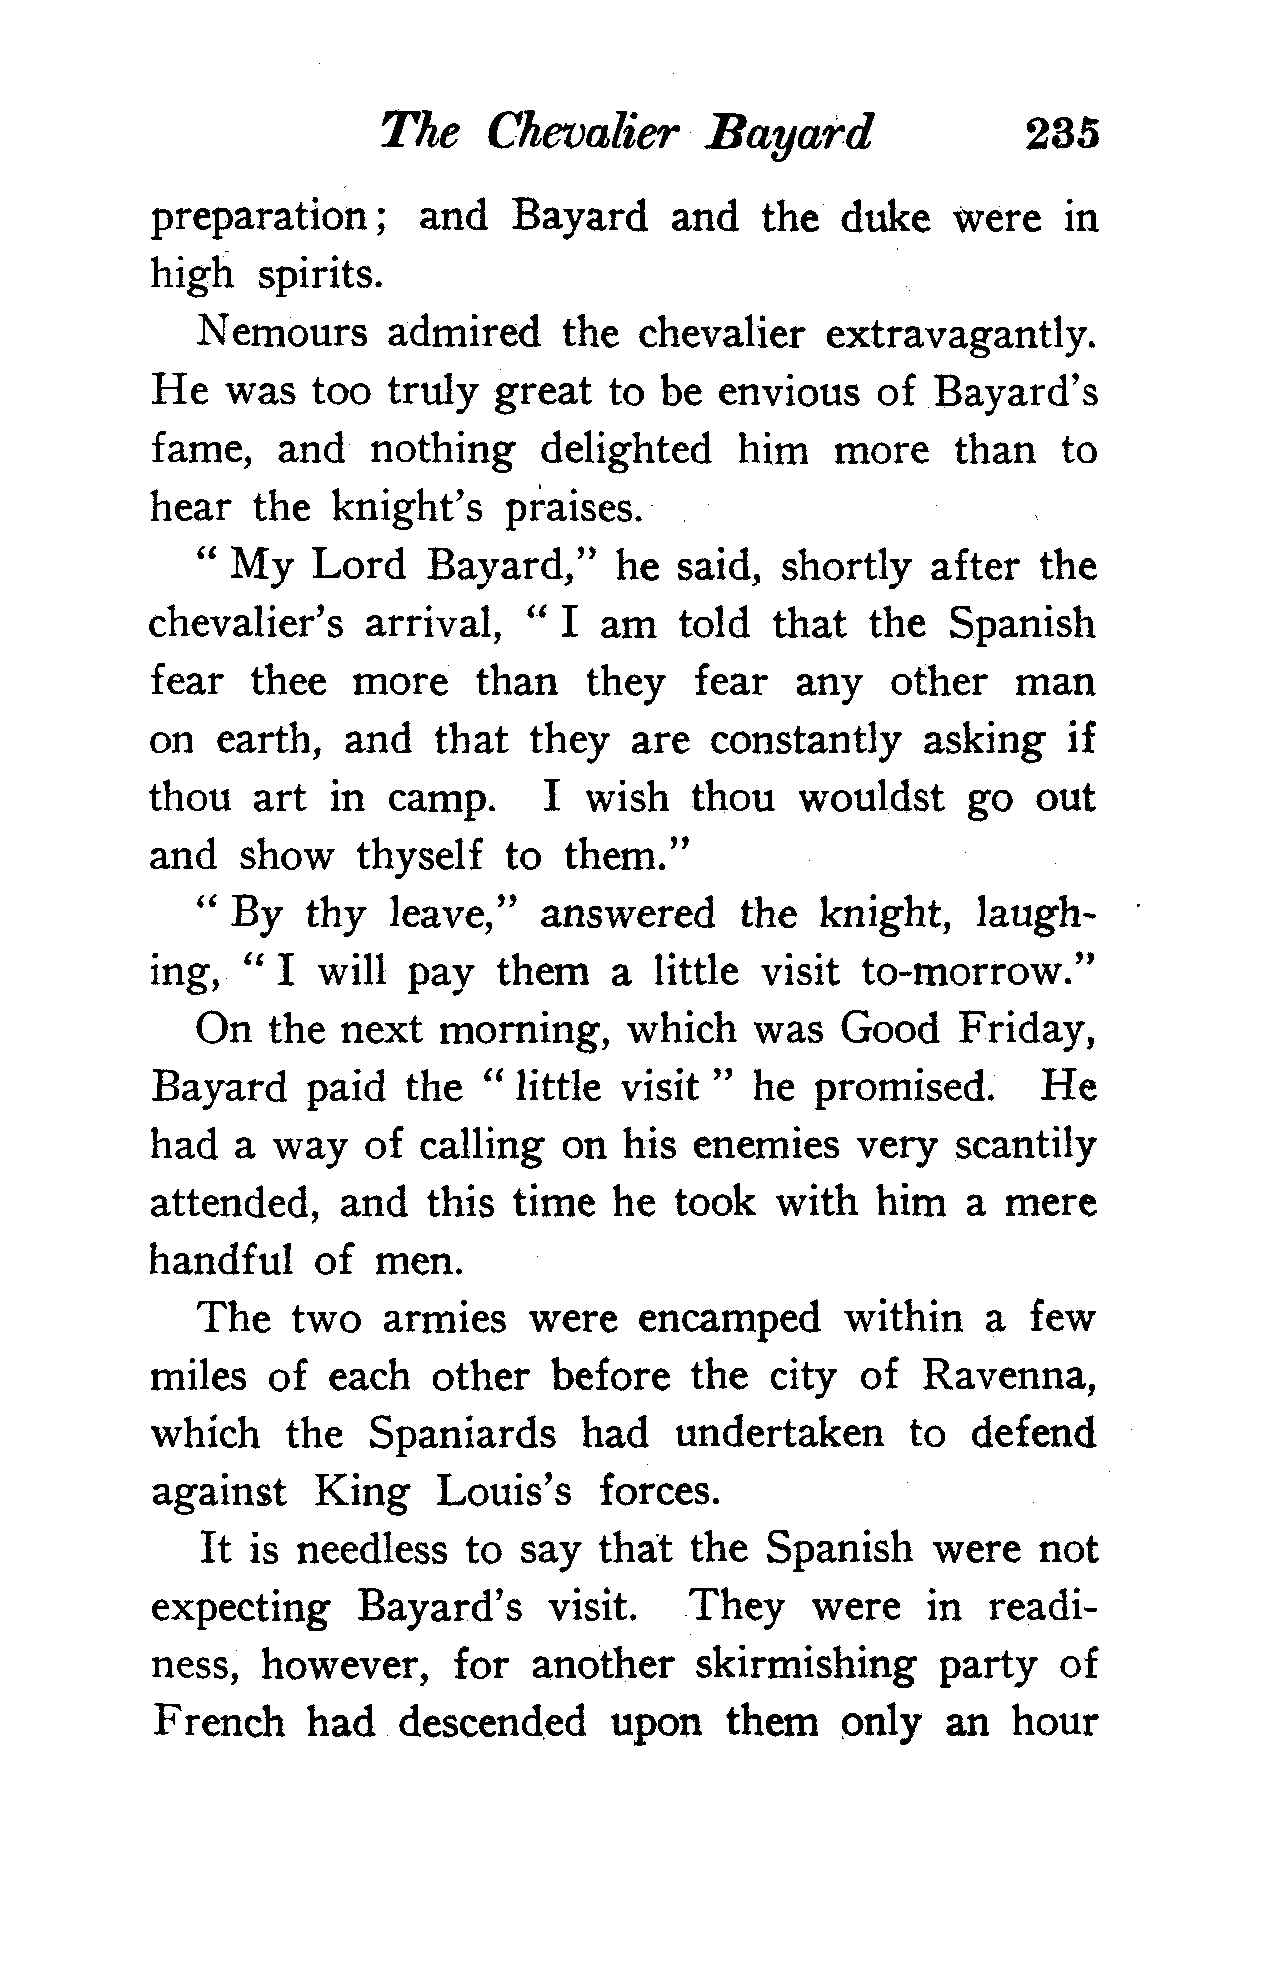 The Chevalier Bayard 235
preparation; and Bayard and the duke were in
high spirits.
Nemours admired the chevalier extravagantly.
He was too truly great to be envious of Bayard's
fame, and nothing delighted him more than to
hear the knight's praises.
" My Lord Bayard," he said, shortly after the
chevalier's arrival, " I am told that the Spanish
fear thee more than they fear any other man
on earth, and that they are constantly asking if
thou art in camp. I wish thou wouldst go out
and show thyself to them."
" By thy leave," answered the knight, laugh-
ing, " I will pay them a little visit to-morrow."
On the next morning, which was Good Friday,
Bayard paid the " little visit " he promised. He
had a way of calling on his enemies very scantily
attended, and this time he took with him a mere
handful of men.
The two armies were encamped within a few
miles of each other before the city of Ravenna,
which the Spaniards had undertaken to defend
against King Louis's forces.
It is needless to say that the Spanish were not
expecting Bayard's visit. They were in readi-
ness, however, for another skirmishing party of
French had descended upon them only an hour